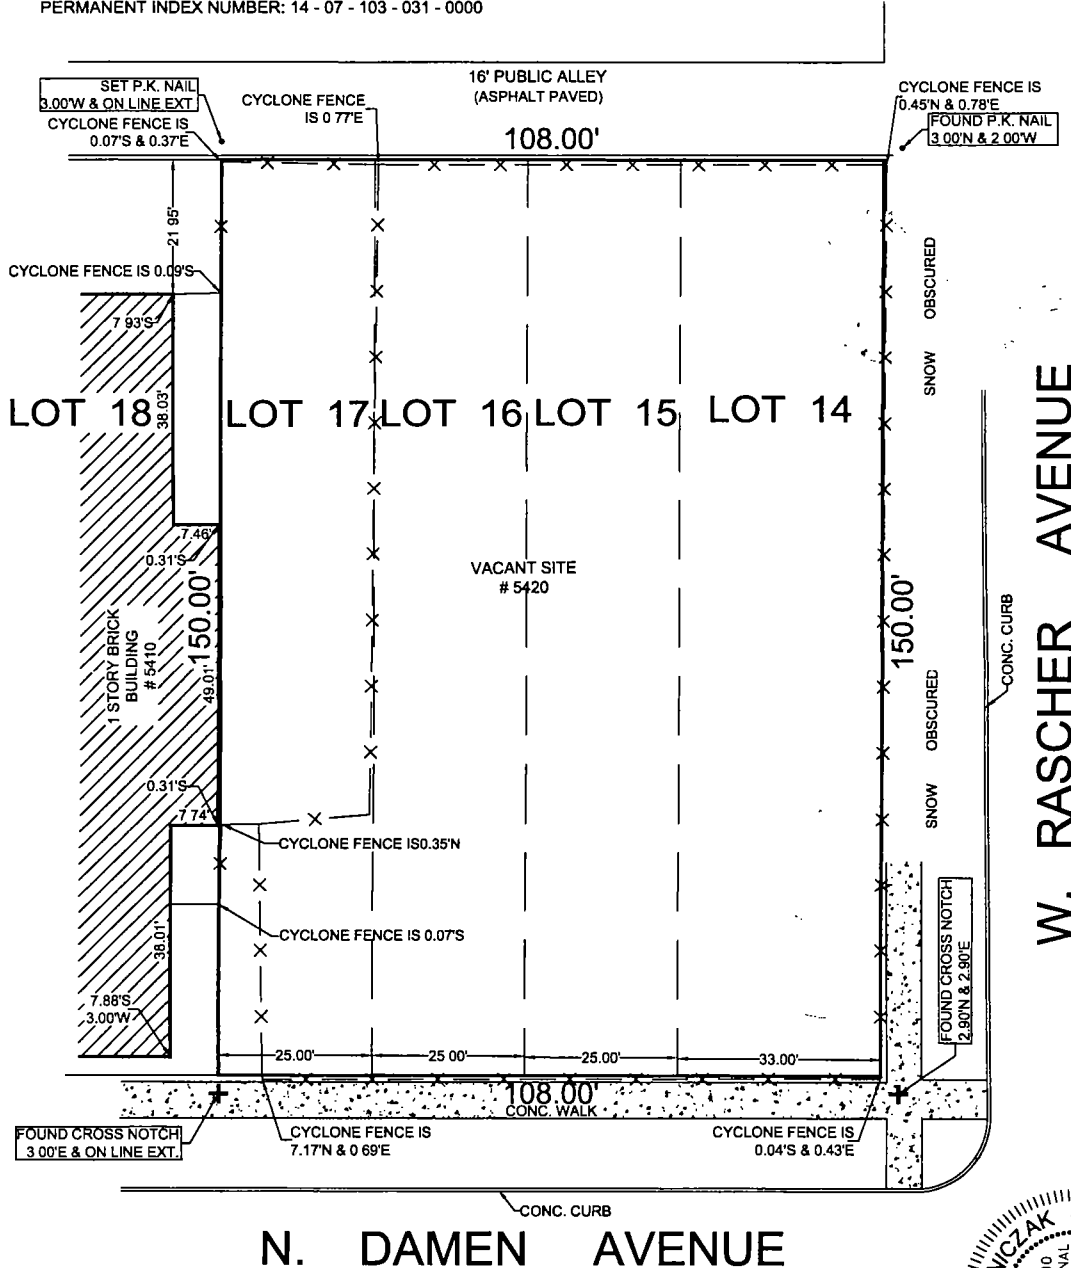 PERMANENT INDEX NUMBER: 14 - 07 - 103 - 031 - 0000
16' PUBLIC ALLEY
(ASPHALT PAVED)
SET P.K. NAIL
3.00'W & ON LINE EXT
CYCLONE FENCE
IS 0 77'E
CYCLONE FENCE IS
0.45'N & 0.78'E
FOUND P.K. NAIL
3 00'N & 2 00'W
CYCLONE FENCE IS
0.07'S & 0.37'E
108.00'
21 95'
CYCLONE FENCE IS 0.09'S
7 93'S
SNOW OBSCURED
LOT 18
38.03'
LOT 17
LOT 16
LOT 15
LOT 14
7.46'
0.31'S
VACANT SITE
# 5420
150.00'
150.00'
1 STORY BRICK
BUILDING
# 5410
49.01'
CONC. CURB
W. RASCHER AVENUE
SNOW OBSCURED
0.31'S
7 74'
CYCLONE FENCE IS0.35'N
CYCLONE FENCE IS 0.07'S
38.01'
FOUND CROSS NOTCH
2.90'N & 2.90'E
7.88'S
3.00'W
25.00'
25 00'
25.00'
33.00'
108.00'
CONC. WALK
FOUND CROSS NOTCH
3 00'E & ON LINE EXT.
CYCLONE FENCE IS
7.17'N & 0 69'E
CYCLONE FENCE IS
0.04'S & 0.43'E
CONC. CURB
N. DAMEN AVENUE